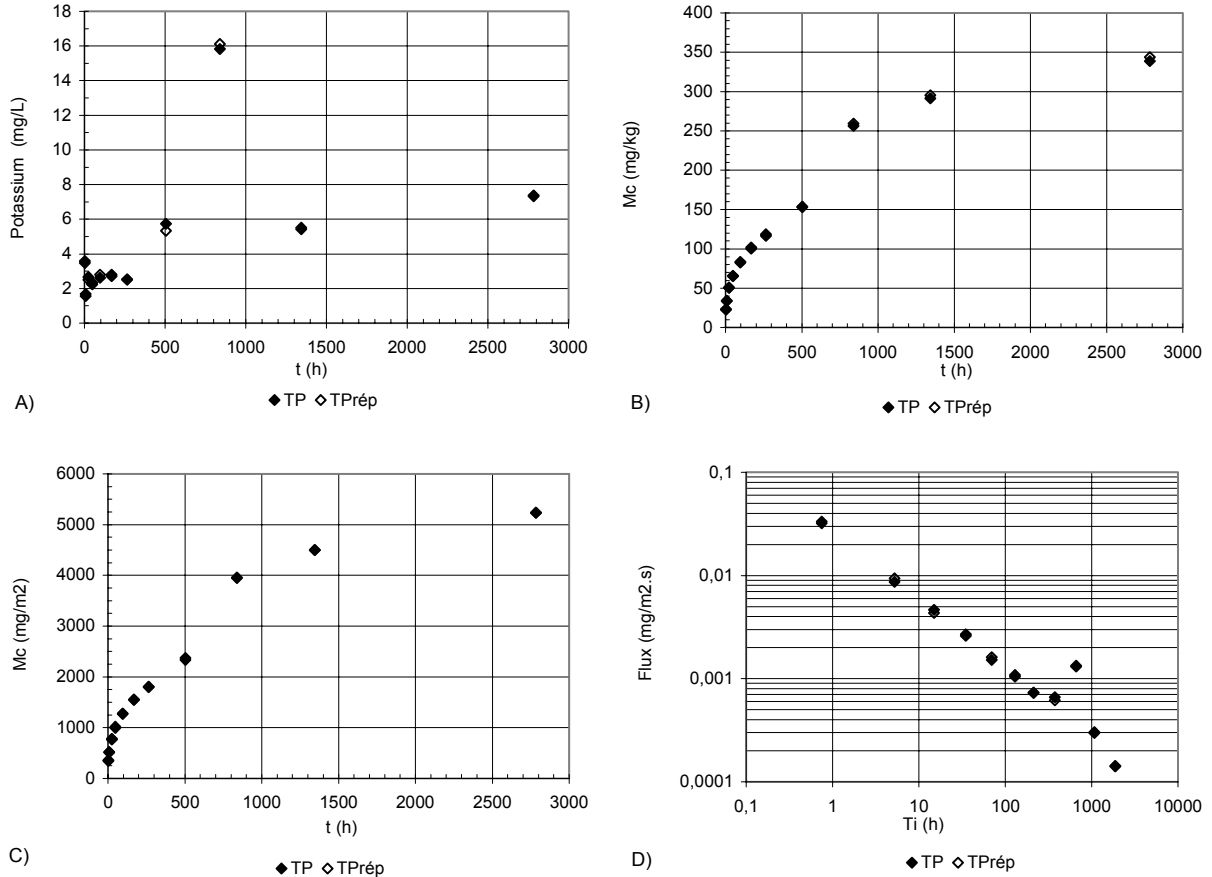 Potassium (mg/L)
18
16
14
12
10
8
6
4
2
0
0 500 1000 1500 2000 2500 3000
t (h)
A)
TP TPrép
Mc (mg/kg)
400
350
300
250
200
150
100
50
0
0 500 1000 1500 2000 2500 3000
t (h)
B)
TP TPrép
Mc (mg/m2)
6000
5000
4000
3000
2000
1000
0
0 500 1000 1500 2000 2500 3000
t (h)
C)
TP TPrép
Flux (mg/m2.s)
0,1
0,01
0,001
0,0001
0,1 1 10 100 1000 10000
Ti (h)
D)
TP TPrép